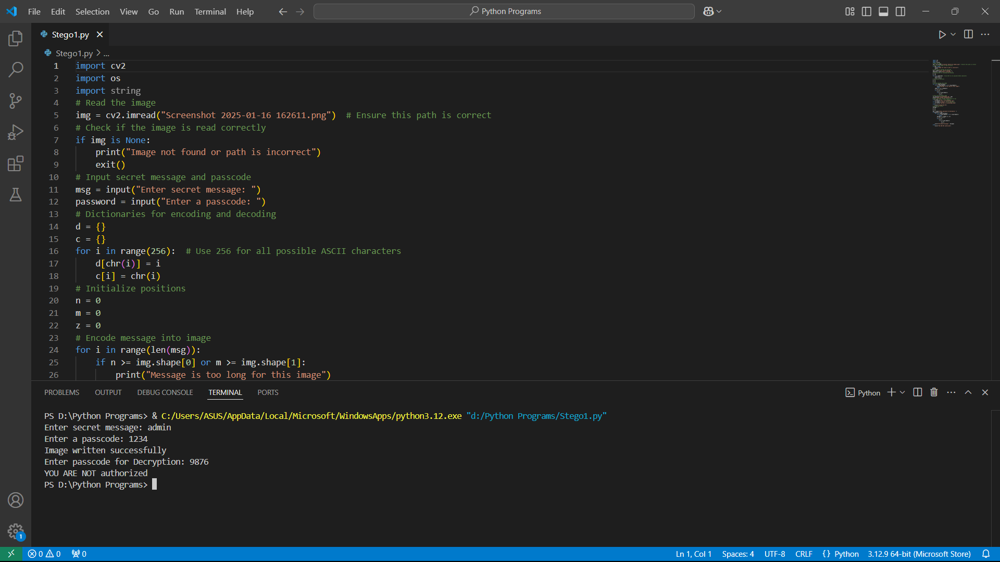 File Edit Selection View Go Run Terminal Help Python Programs
Stego1.py
Stego1.py > ...
1 import cv2
2 import os
3 import string
4 # Read the image
5 img = cv2.imread("Screenshot 2025-01-16 162611.png")  # Ensure this path is correct
6 # Check if the image is read correctly
7 if img is None:
8     print("Image not found or path is incorrect")
9     exit()
10 # Input secret message and passcode
11 msg = input("Enter secret message: ")
12 password = input("Enter a passcode: ")
13 # Dictionaries for encoding and decoding
14 d = {}
15 c = {}
16 for i in range(256):  # Use 256 for all possible ASCII characters
17     d[chr(i)] = i
18     c[i] = chr(i)
19 # Initialize positions
20 n = 0
21 m = 0
22 z = 0
23 # Encode message into image
24 for i in range(len(msg)):
25     if n >= img.shape[0] or m >= img.shape[1]:
26         print("Message is too long for this image")
PROBLEMS OUTPUT DEBUG CONSOLE TERMINAL PORTS Python
PS D:\Python Programs> & C:/Users/ASUS/AppData/Local/Microsoft/WindowsApps/python3.12.exe "d:/Python Programs/Stego1.py"
Enter secret message: admin
Enter a passcode: 1234
Image written successfully
Enter passcode for Decryption: 9876
YOU ARE NOT authorized
PS D:\Python Programs>
1
0 0 0 Ln 1, Col 1 Spaces: 4 UTF-8 CRLF {} Python 3.12.9 64-bit (Microsoft Store)